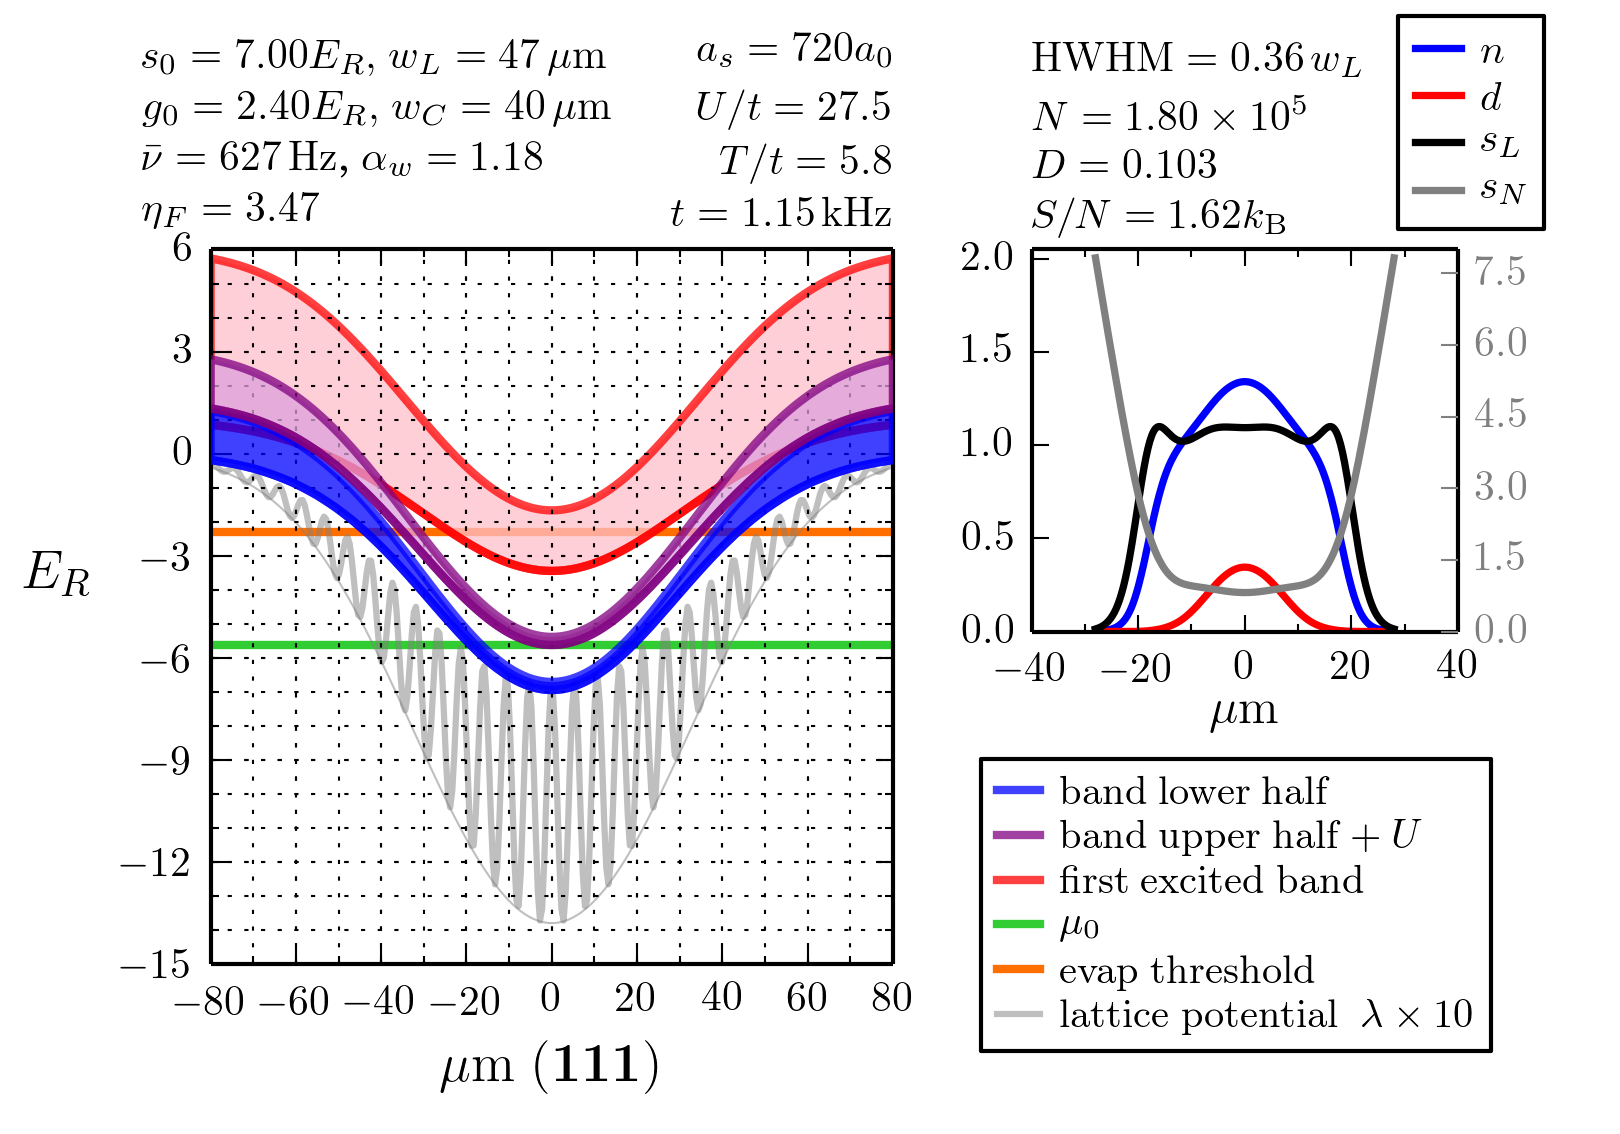 s₀ = 7.00E_R, w_L = 47 μm
g₀ = 2.40E_R, w_C = 40 μm
ν̄ = 627 Hz, α_w = 1.18
η_F = 3.47
a_s = 720a₀
U/t = 27.5
T/t = 5.8
t = 1.15 kHz
HWHM = 0.36 w_L
N = 1.80 × 10⁵
D = 0.103
S/N = 1.62k_B
n
d
s_L
s_N
E_R
6
3
0
−3
−6
−9
−12
−15
−80 −60 −40 −20 0 20 40 60 80
μm (111)
2.0
1.5
1.0
0.5
0.0
7.5
6.0
4.5
3.0
1.5
0.0
−40 −20 0 20 40
μm
band lower half
band upper half + U
first excited band
μ₀
evap threshold
lattice potential λ × 10